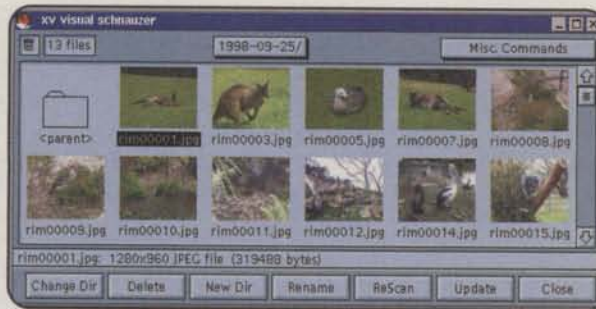 xv visual schnauzer
13 files
1998-09-25/
Misc. Commands
<parent>
rim00001.jpg
rim00003.jpg
rim00005.jpg
rim00007.jpg
rim00008.jpg
rim00009.jpg
rim00010.jpg
rim00011.jpg
rim00012.jpg
rim00014.jpg
rim00015.jpg
rim00001.jpg: 1280x960 JPEG file (319488 bytes)
Change Dir
Delete
New Dir
Rename
ReScan
Update
Close